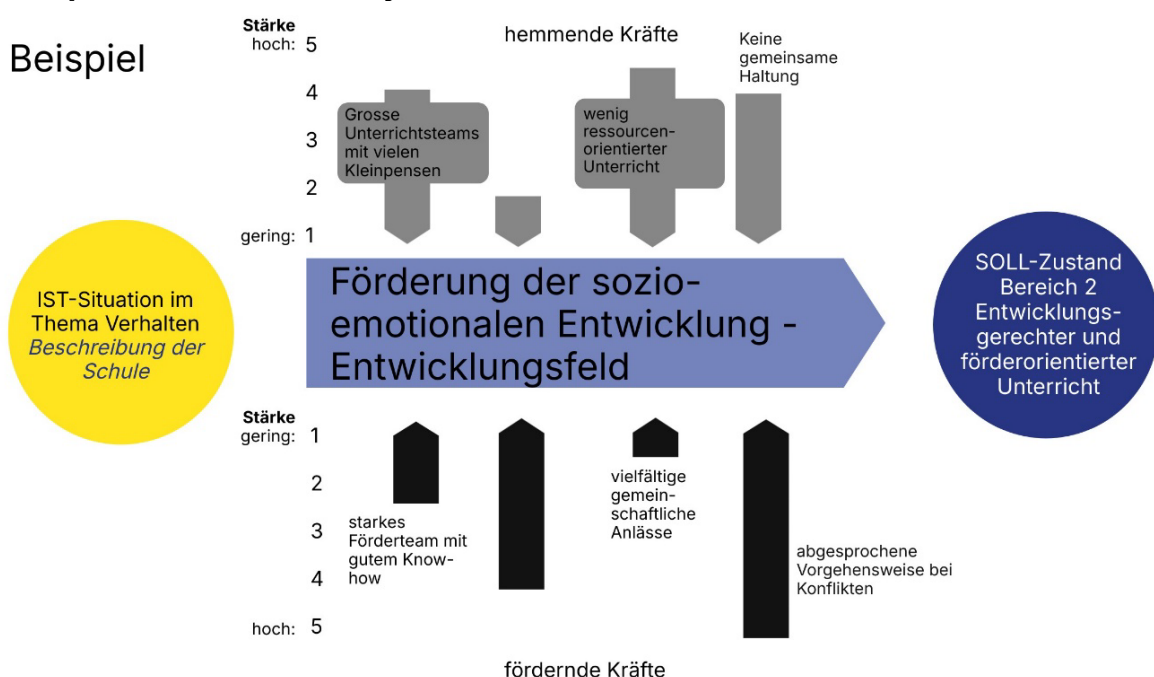 Beispiel
Stärke
hoch: 5
4
3
2
gering: 1
hemmende Kräfte
Grosse
Unterrichtsteams
mit vielen
Kleinpensen
wenig
ressourcen-
orientierter
Unterricht
Keine
gemeinsame
Haltung
IST-Situation im
Thema Verhalten
Beschreibung der
Schule
Förderung der sozio-
emotionalen Entwicklung -
Entwicklungsfeld
SOLL-Zustand
Bereich 2
Entwicklungs-
gerechter und
förderorientierter
Unterricht
Stärke
gering: 1
2
3
4
hoch: 5
starkes
Förderteam mit
gutem Know-
how
vielfältige
gemein-
schaftliche
Anlässe
abgesprochene
Vorgehensweise bei
Konflikten
fördernde Kräfte